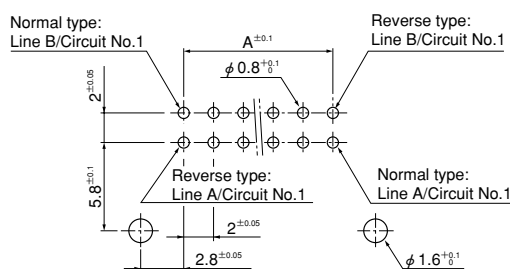 Normal type:
Line B/Circuit No.1
Reverse type:
Line B/Circuit No.1
A±0.1
φ0.8+0.1 0
2±0.05
5.8±0.1
Reverse type:
Line A/Circuit No.1
Normal type:
Line A/Circuit No.1
2±0.05
2.8±0.05
φ1.6+0.1 0